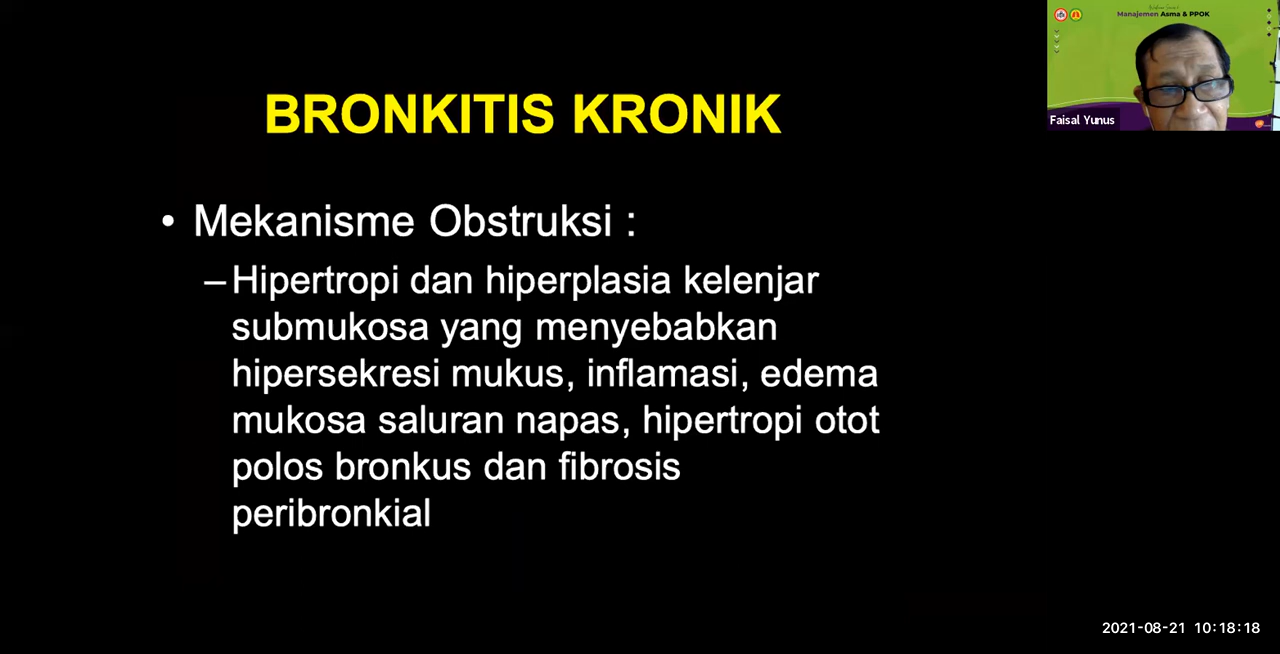 Manajemen Asma & PPOK
Faisal Yunus
BRONKITIS KRONIK
• Mekanisme Obstruksi :
– Hipertropi dan hiperplasia kelenjar
submukosa yang menyebabkan
hipersekresi mukus, inflamasi, edema
mukosa saluran napas, hipertropi otot
polos bronkus dan fibrosis
peribronkial
2021-08-21 10:18:18